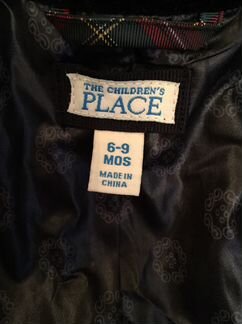 THE CHILDREN'S
PLACE
6-9
MOS
MADE IN
CHINA